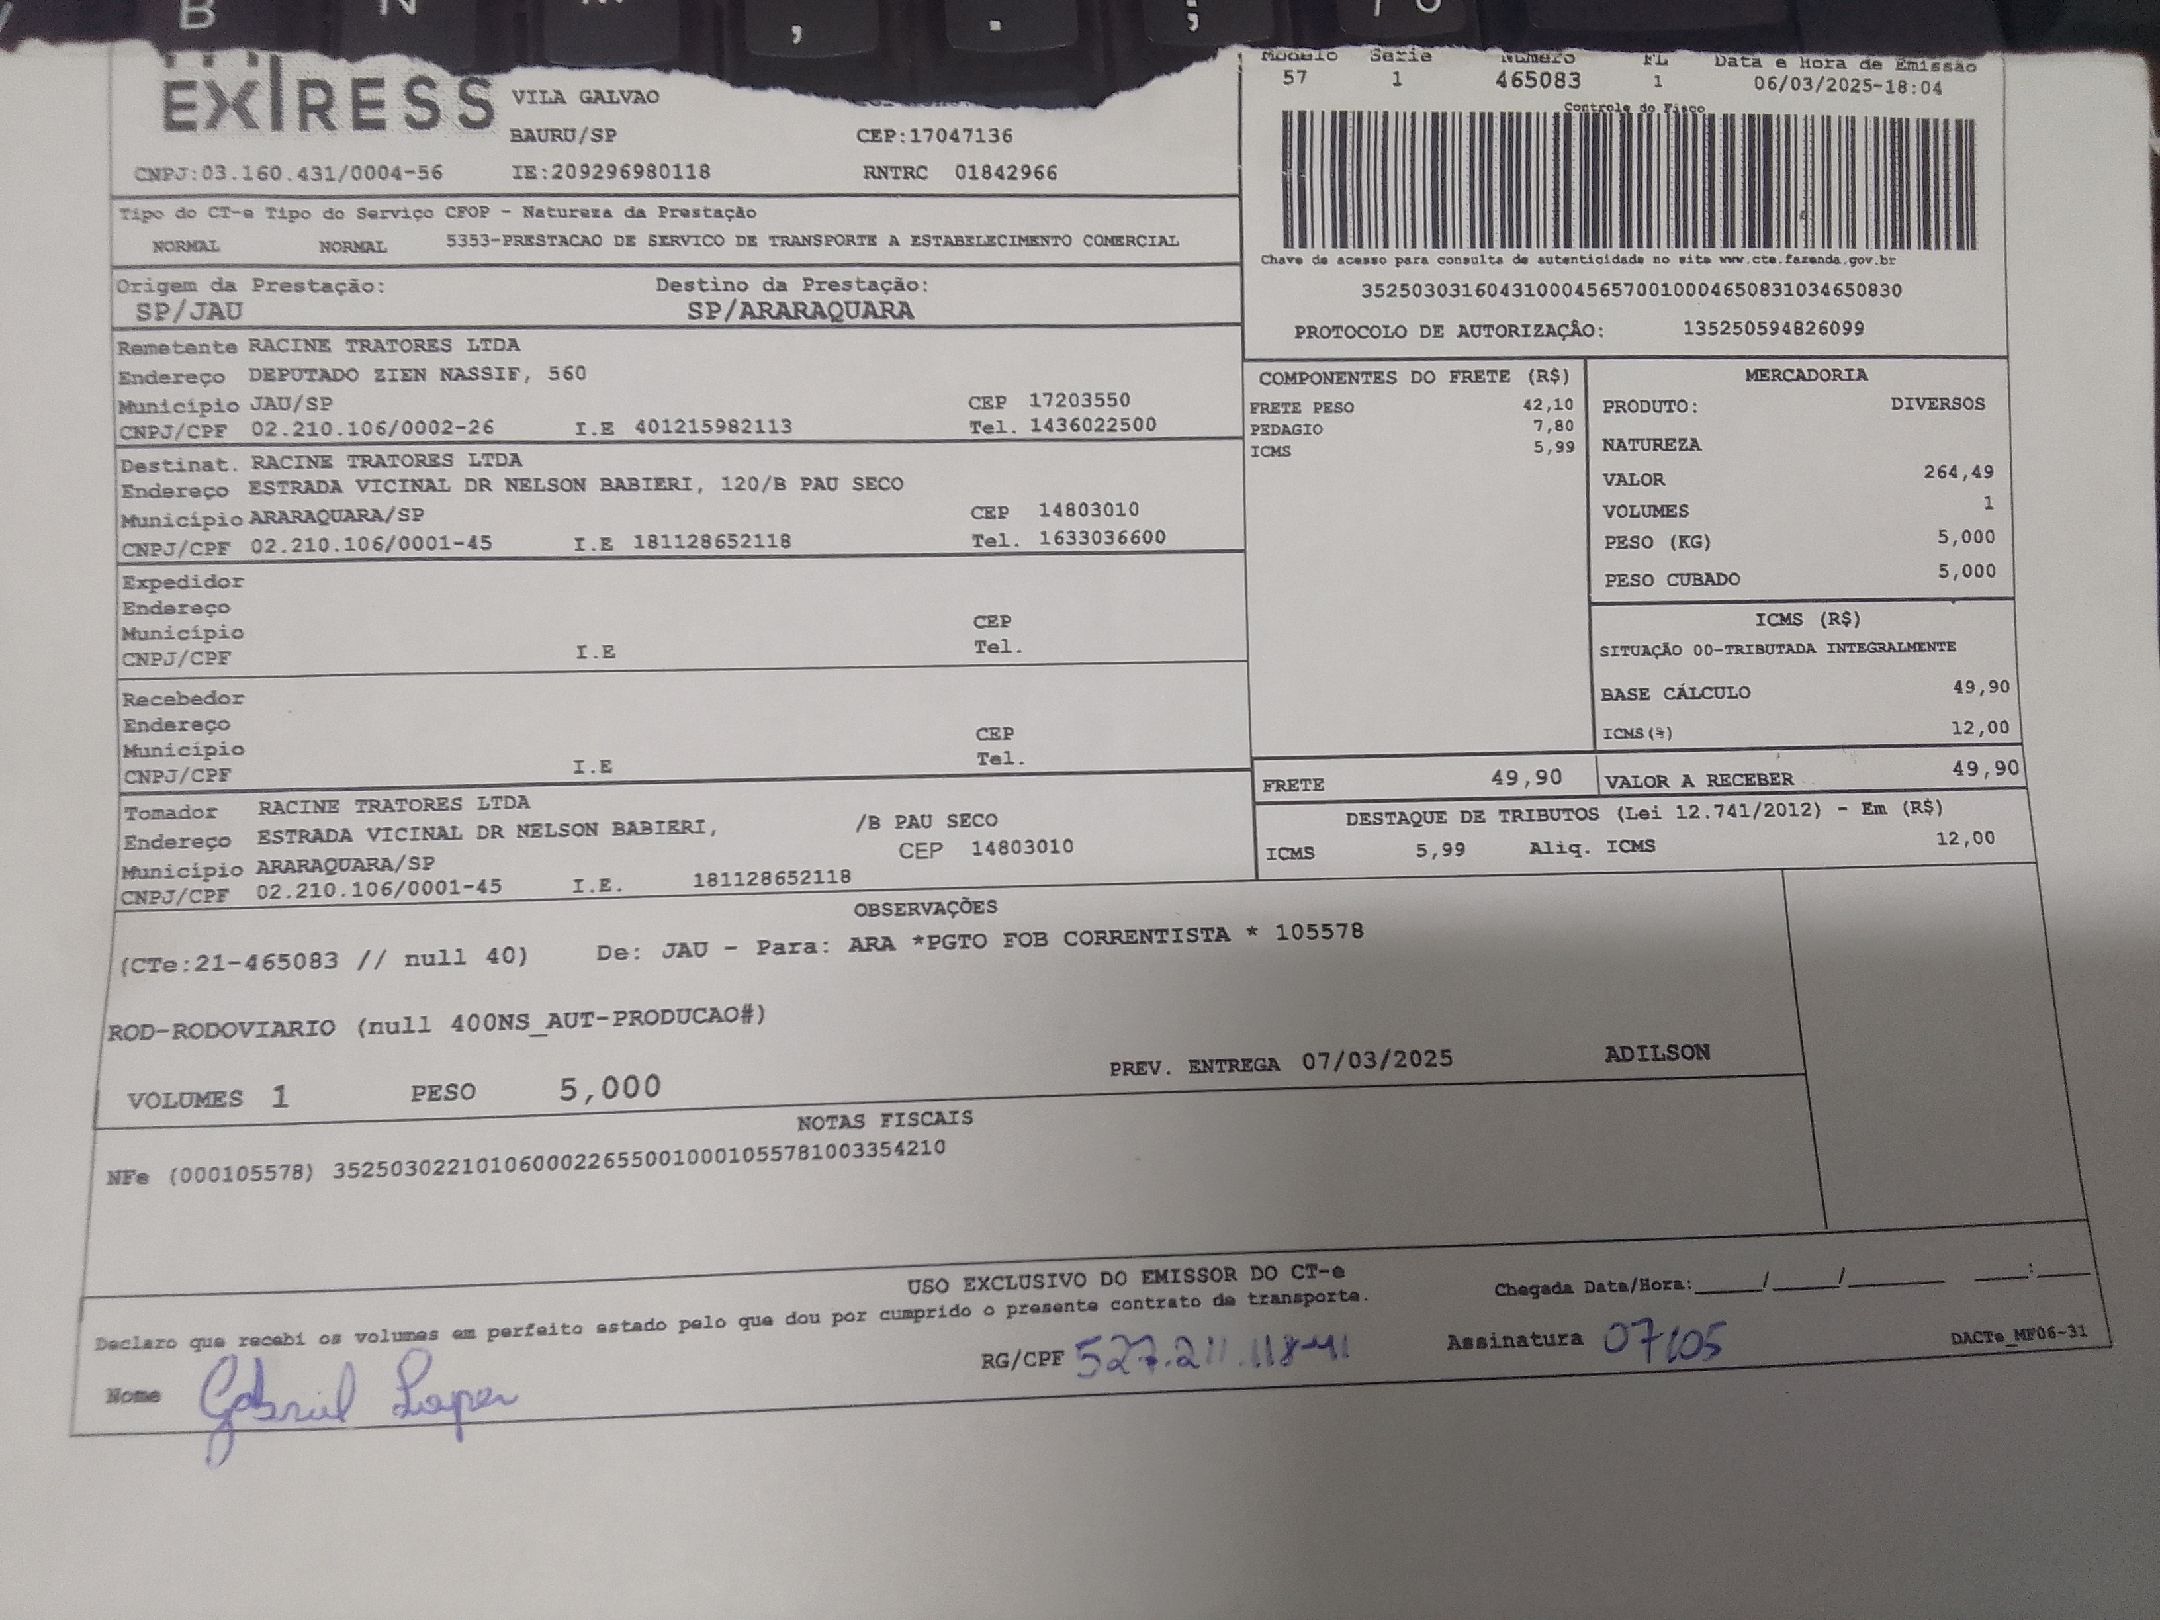 B N M , . ;
EXPRESS
VILA GALVAO
BAURU/SP CEP:17047136
CNPJ:03.160.431/0004-56 IE:209296980118 RNTRC 01842966
Modelo Serie Número FL Data e Hora de Emissão
57 1 465083 1 06/03/2025-18:04
Controle do Fisco
Chave de acesso para consulta de autenticidade no site www.cte.fazenda.gov.br
35250303160431000456570010004650831034650830
PROTOCOLO DE AUTORIZAÇÃO: 135250594826099
Tipo do CT-e Tipo do Serviço CFOP - Natureza da Prestação
NORMAL NORMAL 5353-PRESTACAO DE SERVICO DE TRANSPORTE A ESTABELECIMENTO COMERCIAL
Origem da Prestação: Destino da Prestação:
SP/JAU SP/ARARAQUARA
Remetente RACINE TRATORES LTDA
Endereço DEPUTADO ZIEN NASSIF, 560
Município JAU/SP CEP 17203550
CNPJ/CPF 02.210.106/0002-26 I.E 401215982113 Tel. 1436022500
Destinat. RACINE TRATORES LTDA
Endereço ESTRADA VICINAL DR NELSON BABIERI, 120/B PAU SECO
Município ARARAQUARA/SP CEP 14803010
CNPJ/CPF 02.210.106/0001-45 I.E 181128652118 Tel. 1633036600
Expedidor
Endereço
Município CEP
CNPJ/CPF I.E Tel.
Recebedor
Endereço
Município CEP
CNPJ/CPF I.E Tel.
Tomador RACINE TRATORES LTDA
Endereço ESTRADA VICINAL DR NELSON BABIERI, /B PAU SECO
Município ARARAQUARA/SP CEP 14803010
CNPJ/CPF 02.210.106/0001-45 I.E. 181128652118
COMPONENTES DO FRETE (R$)
FRETE PESO 42,10
PEDAGIO 7,80
ICMS 5,99
MERCADORIA
PRODUTO: DIVERSOS
NATUREZA
VALOR 264,49
VOLUMES 1
PESO (KG) 5,000
PESO CUBADO 5,000
ICMS (R$)
SITUAÇÃO 00-TRIBUTADA INTEGRALMENTE
BASE CÁLCULO 49,90
ICMS(%) 12,00
FRETE 49,90 VALOR A RECEBER 49,90
DESTAQUE DE TRIBUTOS (Lei 12.741/2012) - Em (R$)
ICMS 5,99 Aliq. ICMS 12,00
OBSERVAÇÕES
(CTe:21-465083 // null 40) De: JAU - Para: ARA *PGTO FOB CORRENTISTA * 105578
ROD-RODOVIARIO (null 400NS_AUT-PRODUCAO#)
VOLUMES 1 PESO 5,000 PREV. ENTREGA 07/03/2025 ADILSON
NOTAS FISCAIS
NFe (000105578) 35250302210106000226550010001055781003354210
USO EXCLUSIVO DO EMISSOR DO CT-e
Declaro que recebi os volumes em perfeito estado pelo que dou por cumprido o presente contrato de transporte. Chegada Data/Hora:____/____/______ ___:___
Nome Gabriel Lopes RG/CPF 527.211.118-41 Assinatura 07/05 DACTe_MF06-31